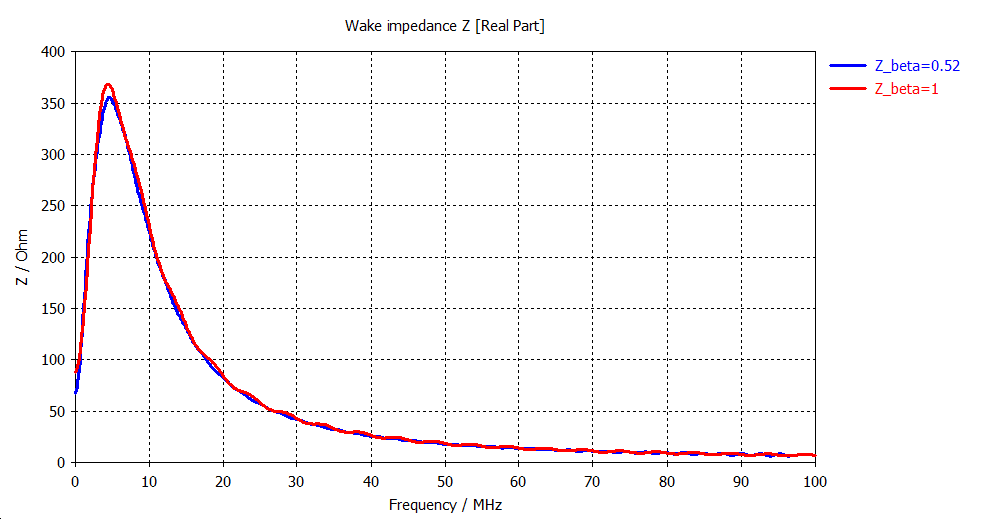 Wake impedance Z [Real Part]
400
350
300
250
200
150
100
50
0
Z / Ohm
0 10 20 30 40 50 60 70 80 90 100
Frequency / MHz
Z_beta=0.52
Z_beta=1